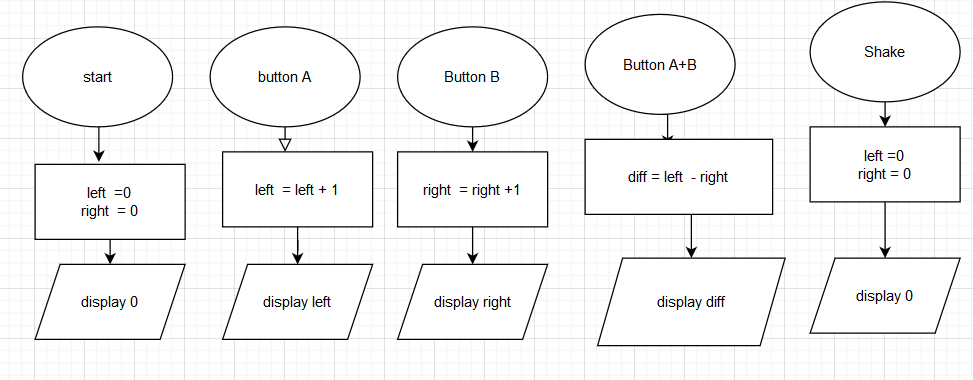 start
button A
Button B
Button A+B
Shake
left =0
right = 0
left = left + 1
right = right +1
diff = left - right
left =0
right = 0
display 0
display left
display right
display diff
display 0